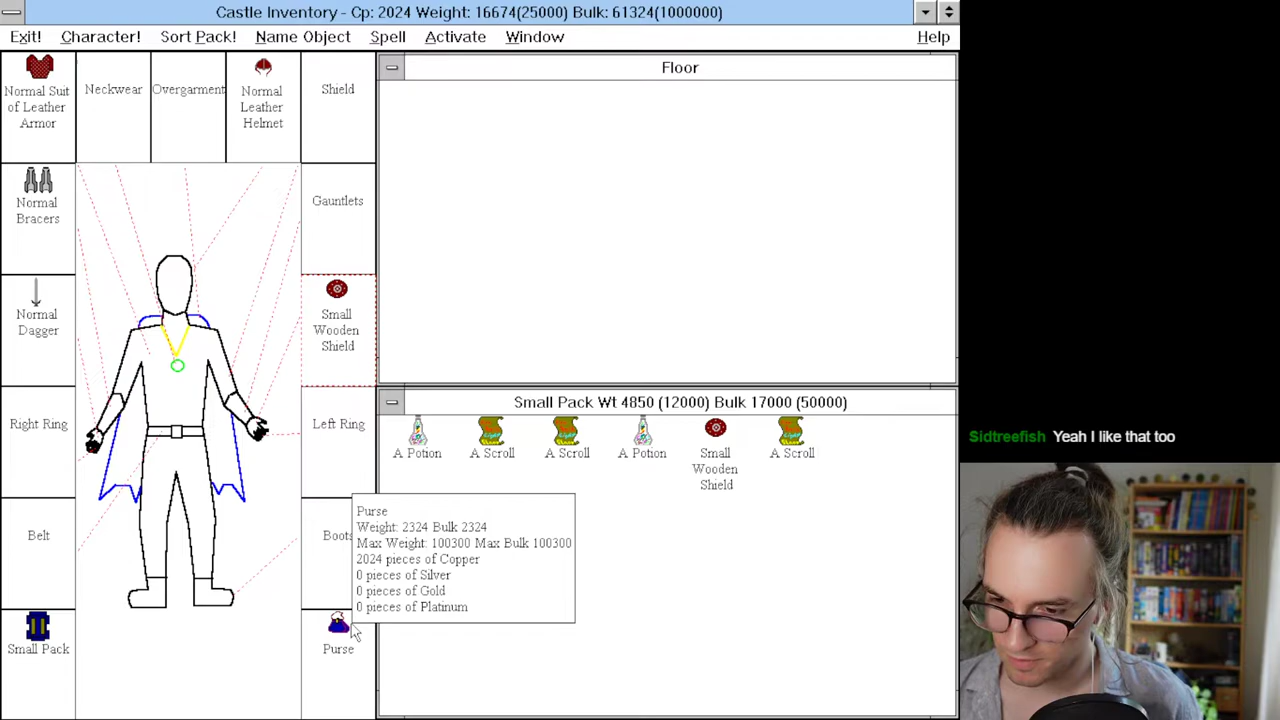 Castle Inventory - Cp: 2024 Weight: 16674(25000) Bulk: 61324(1000000)
Exit! Character! Sort Pack! Name Object Spell Activate Window Help
Normal Suit of Leather Armor
Neckwear
Overgarment
Normal Leather Helmet
Shield
Floor
Normal Bracers
Gauntlets
Normal Dagger
Small Wooden Shield
Right Ring
Left Ring
Small Pack Wt 4850 (12000) Bulk 17000 (50000)
A Potion
A Scroll
A Scroll
A Potion
Small Wooden Shield
A Scroll
Sidtreefish Yeah I like that too
Belt
Boots
Purse
Weight: 2324 Bulk 2324
Max Weight: 100300 Max Bulk 100300
2024 pieces of Copper
0 pieces of Silver
0 pieces of Gold
0 pieces of Platinum
Small Pack
Purse